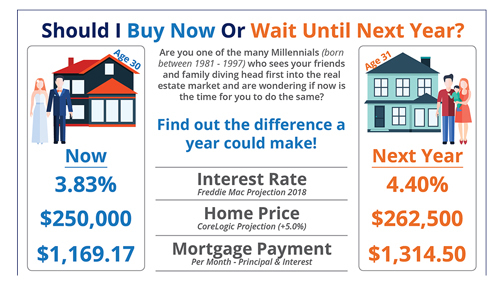 Should I Buy Now Or Wait Until Next Year?
Age 30
Are you one of the many Millennials (born
between 1981 - 1997) who sees your friends
and family diving head first into the real
estate market and are wondering if now is
the time for you to do the same?
Age 31
Find out the difference a
year could make!
Now
Next Year
3.83%
Interest Rate
Freddie Mac Projection 2018
4.40%
$250,000
Home Price
CoreLogic Projection (+5.0%)
$262,500
$1,169.17
Mortgage Payment
Per Month - Principal & Interest
$1,314.50